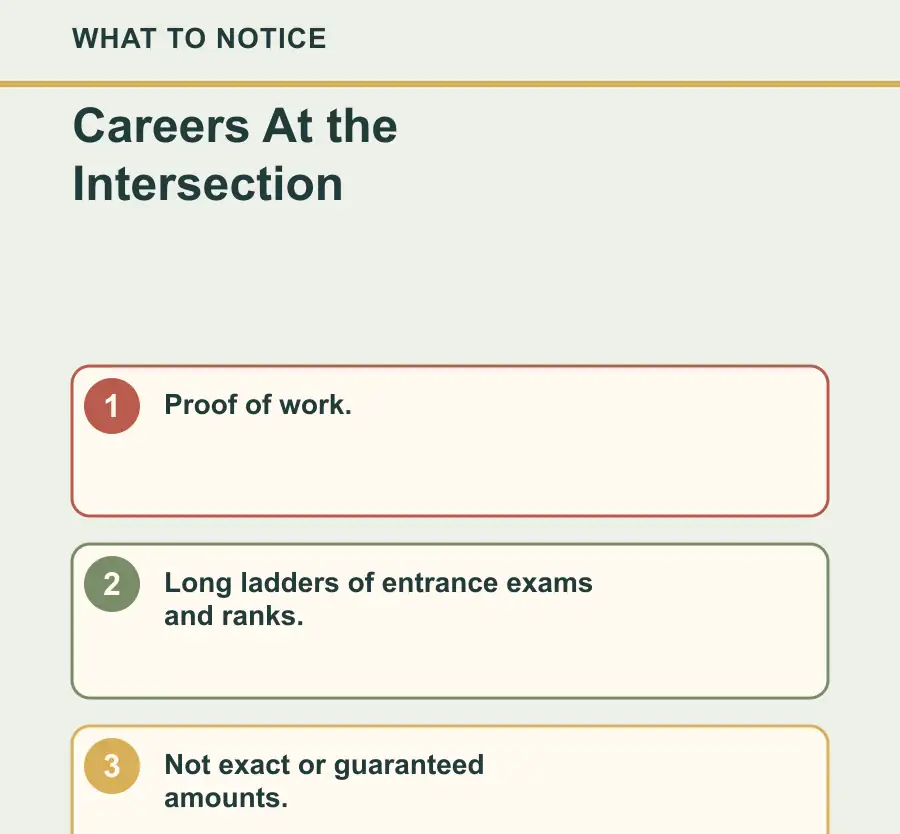 WHAT TO NOTICE
Careers At the
Intersection
1
Proof of work.
2
Long ladders of entrance exams
and ranks.
3
Not exact or guaranteed
amounts.